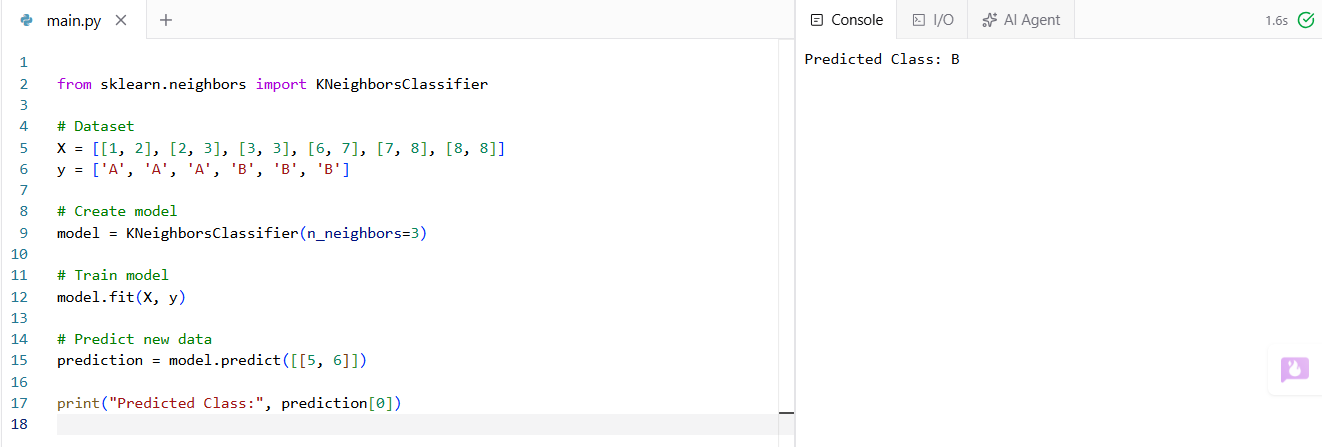 main.py
Console I/O AI Agent 1.6s
1
2 from sklearn.neighbors import KNeighborsClassifier
3
4 # Dataset
5 X = [[1, 2], [2, 3], [3, 3], [6, 7], [7, 8], [8, 8]]
6 y = ['A', 'A', 'A', 'B', 'B', 'B']
7
8 # Create model
9 model = KNeighborsClassifier(n_neighbors=3)
10
11 # Train model
12 model.fit(X, y)
13
14 # Predict new data
15 prediction = model.predict([[5, 6]])
16
17 print("Predicted Class:", prediction[0])
18
Predicted Class: B